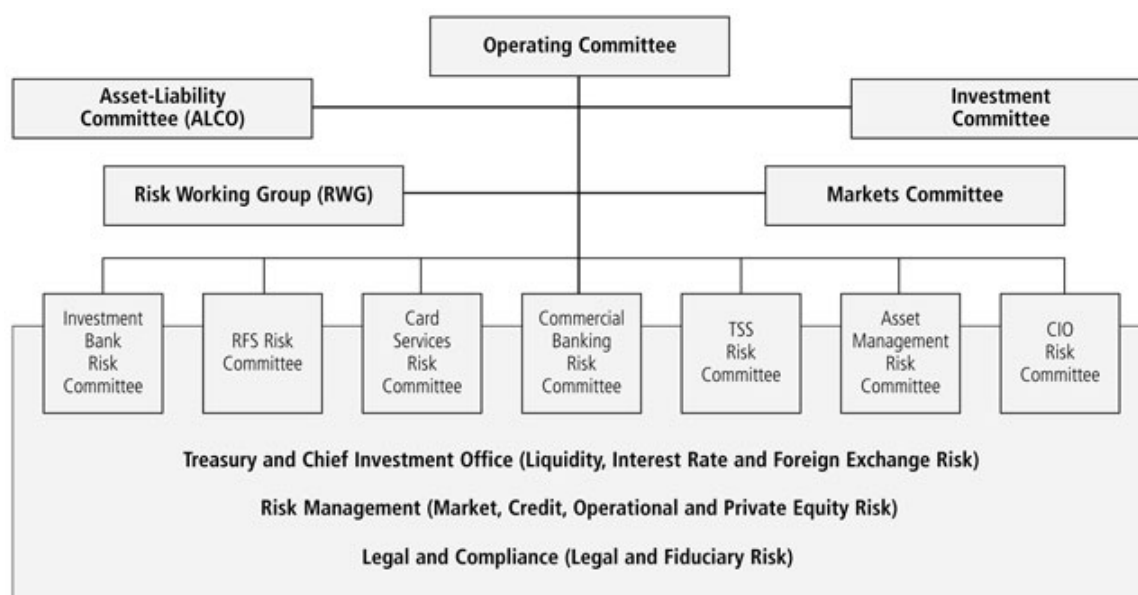 Operating Committee
Asset-Liability
Committee (ALCO)
Investment
Committee
Risk Working Group (RWG)
Markets Committee
Investment
Bank
Risk
Committee
RFS Risk
Committee
Card
Services
Risk
Committee
Commercial
Banking
Risk
Committee
TSS
Risk
Committee
Asset
Management
Risk
Committee
CIO
Risk
Committee
Treasury and Chief Investment Office (Liquidity, Interest Rate and Foreign Exchange Risk)
Risk Management (Market, Credit, Operational and Private Equity Risk)
Legal and Compliance (Legal and Fiduciary Risk)